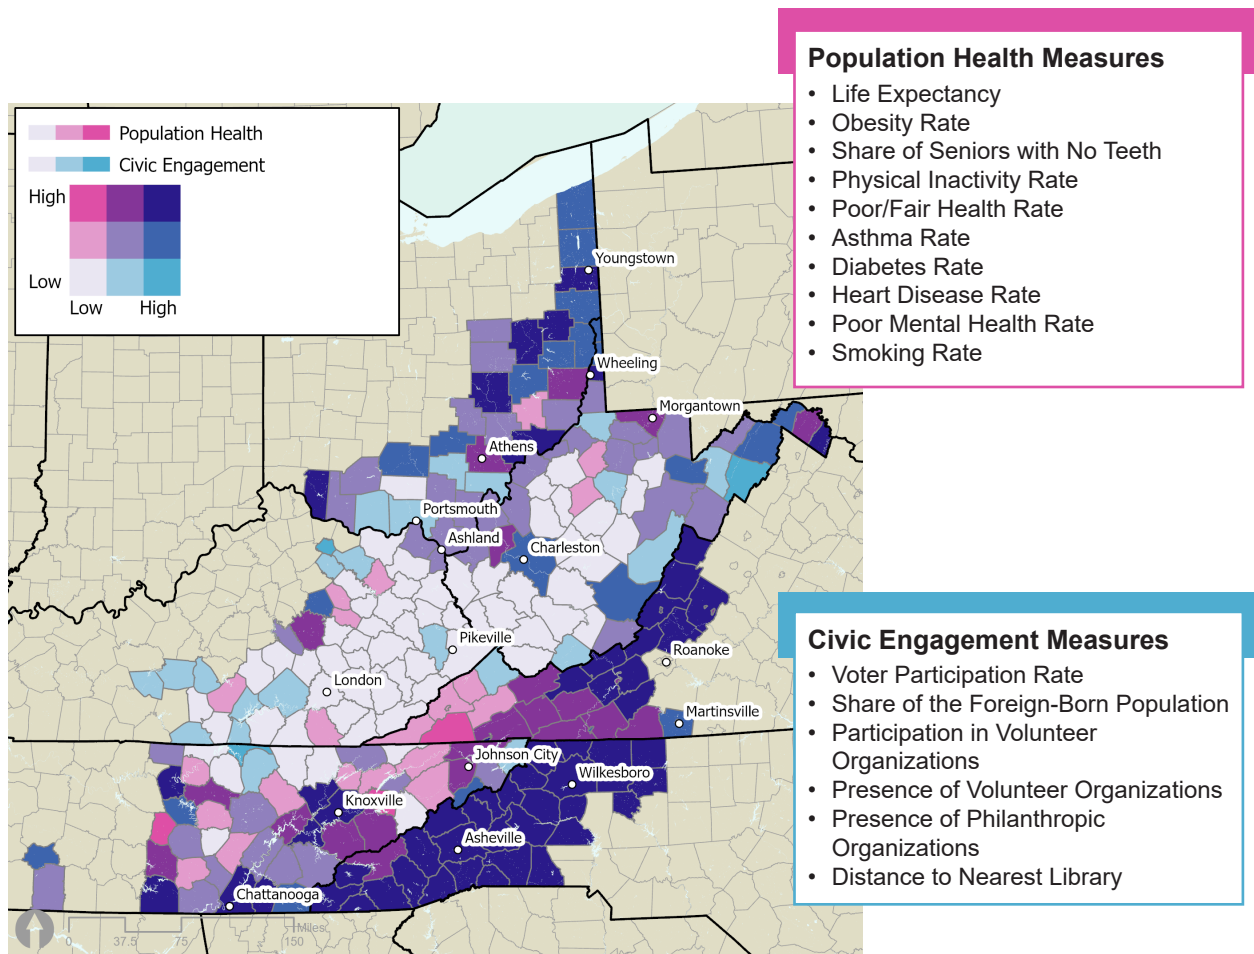 Population Health Measures
• Life Expectancy
• Obesity Rate
• Share of Seniors with No Teeth
• Physical Inactivity Rate
• Poor/Fair Health Rate
• Asthma Rate
• Diabetes Rate
• Heart Disease Rate
• Poor Mental Health Rate
• Smoking Rate
Population Health
Civic Engagement
High
Low
Low High
Youngstown
Wheeling
Morgantown
Athens
Portsmouth
Ashland
Charleston
Pikeville
Roanoke
London
Martinsville
Johnson City
Wilkesboro
Knoxville
Asheville
Chattanooga
Miles
0 37.5 75 150
Civic Engagement Measures
• Voter Participation Rate
• Share of the Foreign-Born Population
• Participation in Volunteer
Organizations
• Presence of Volunteer Organizations
• Presence of Philanthropic
Organizations
• Distance to Nearest Library